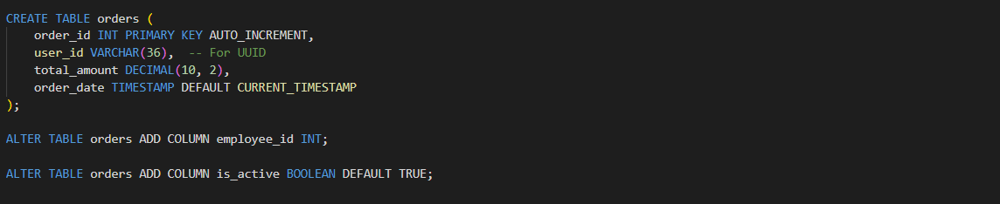 CREATE TABLE orders (
    order_id INT PRIMARY KEY AUTO_INCREMENT,
    user_id VARCHAR(36),  -- For UUID
    total_amount DECIMAL(10, 2),
    order_date TIMESTAMP DEFAULT CURRENT_TIMESTAMP
);
ALTER TABLE orders ADD COLUMN employee_id INT;
ALTER TABLE orders ADD COLUMN is_active BOOLEAN DEFAULT TRUE;